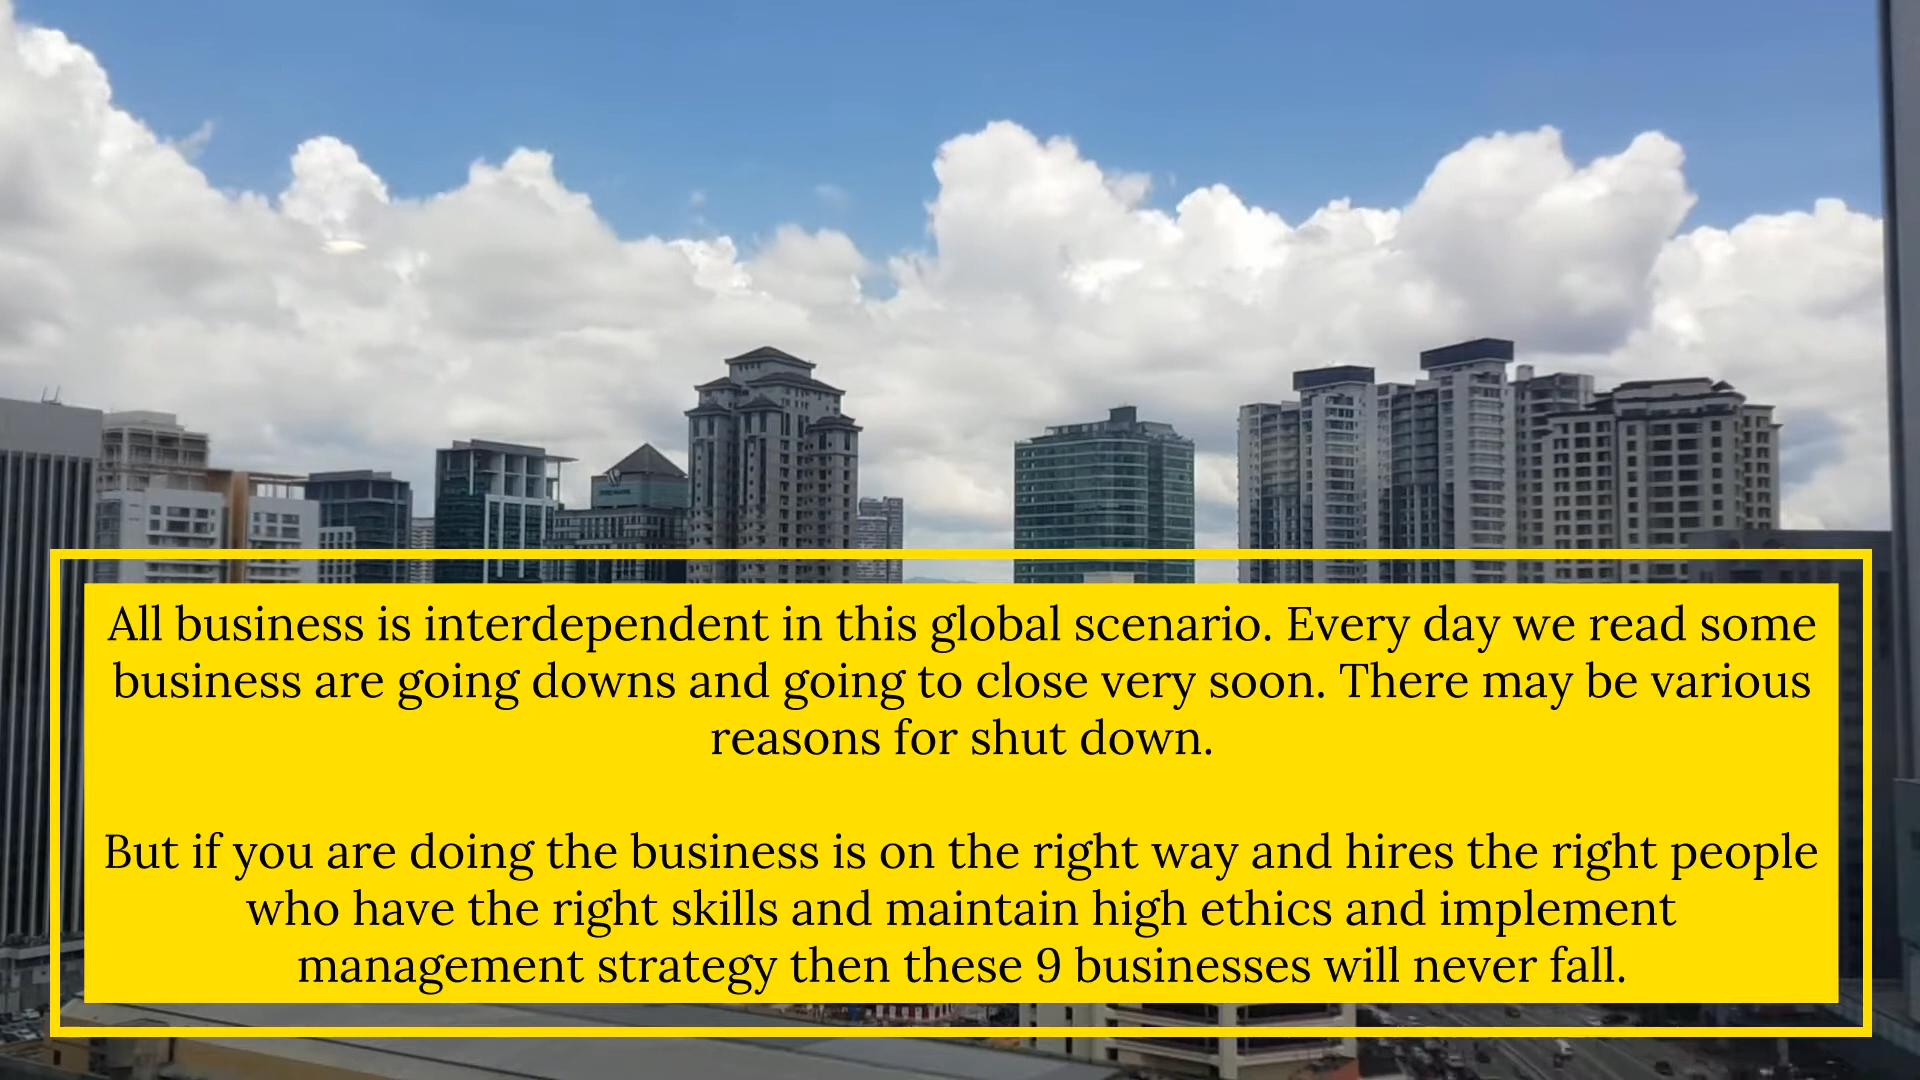 All business is interdependent in this global scenario. Every day we read some
business are going downs and going to close very soon. There may be various
reasons for shut down.
But if you are doing the business is on the right way and hires the right people
who have the right skills and maintain high ethics and implement
management strategy then these 9 businesses will never fall.